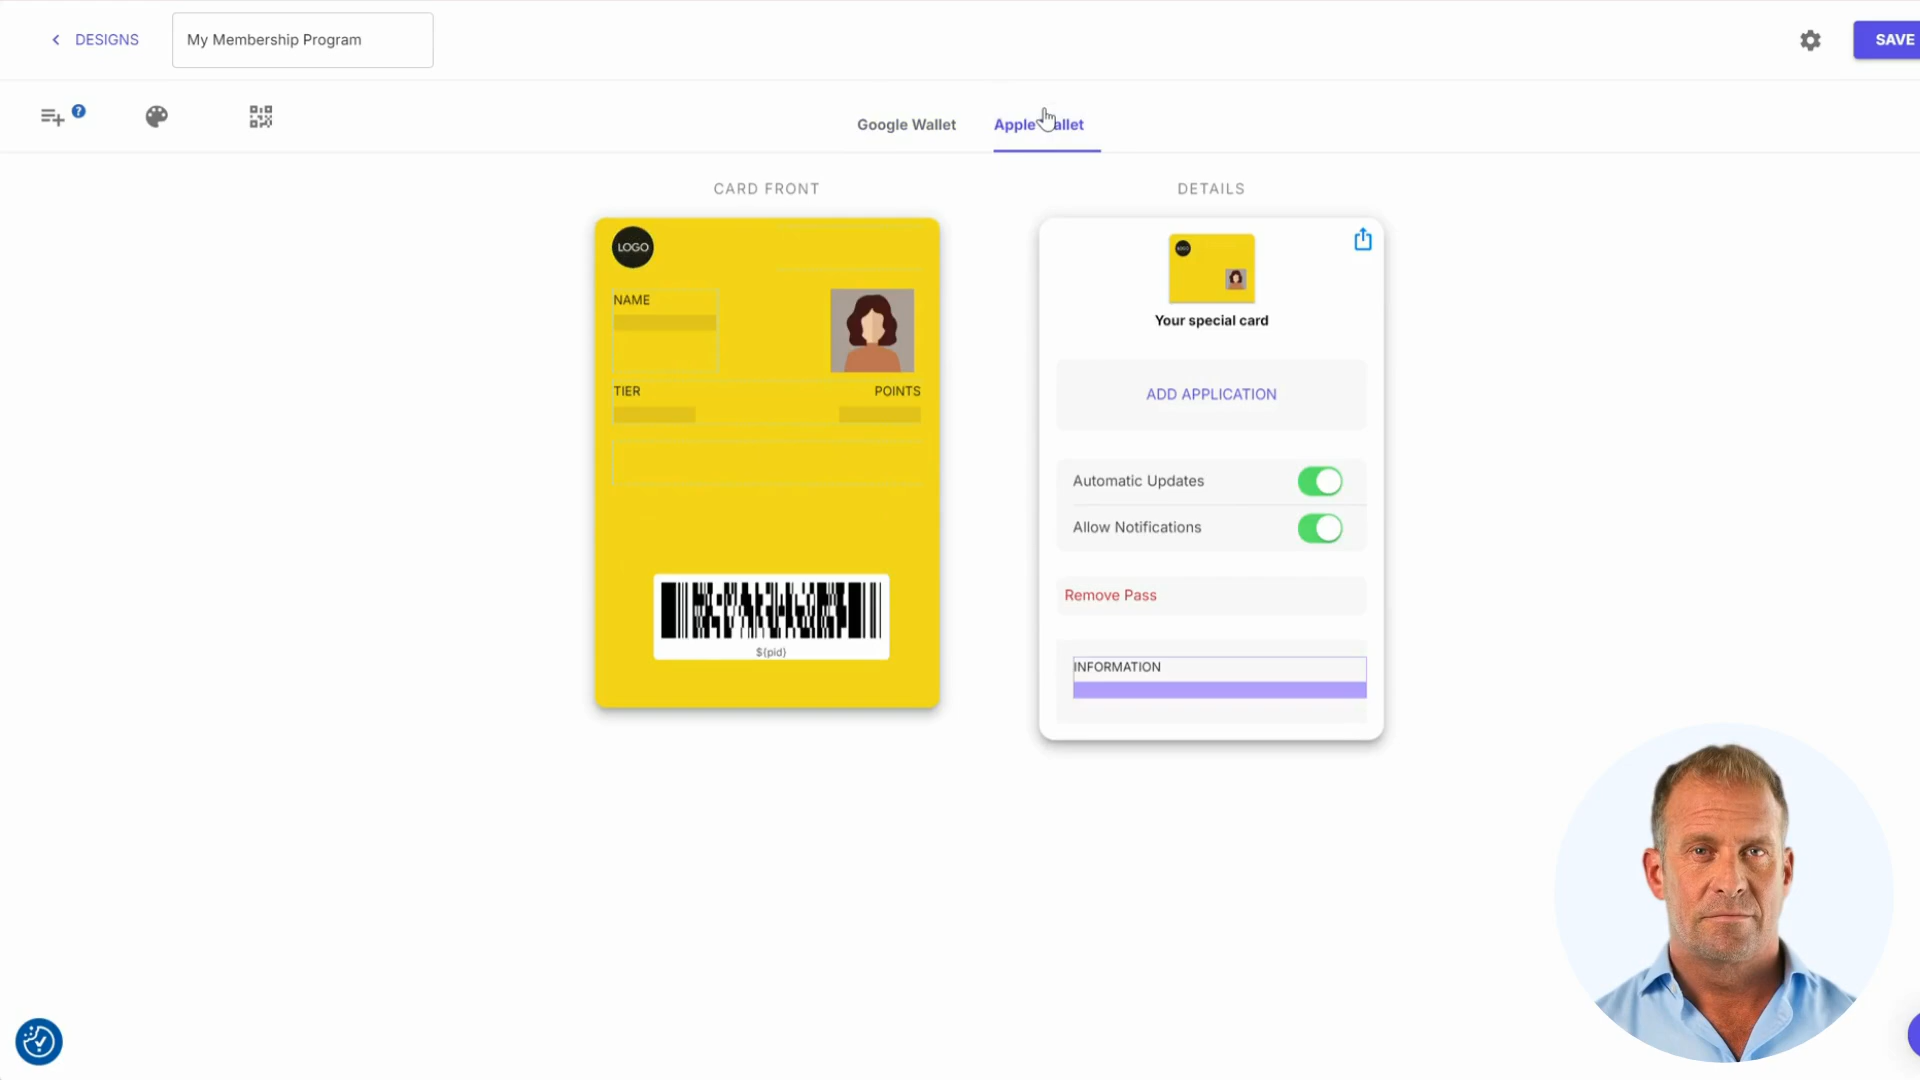 DESIGNS
My Membership Program
SAVE
?
Google Wallet
Apple Wallet
CARD FRONT
DETAILS
LOGO
NAME
TIER
POINTS
${pid}
Your special card
ADD APPLICATION
Automatic Updates
Allow Notifications
Remove Pass
INFORMATION